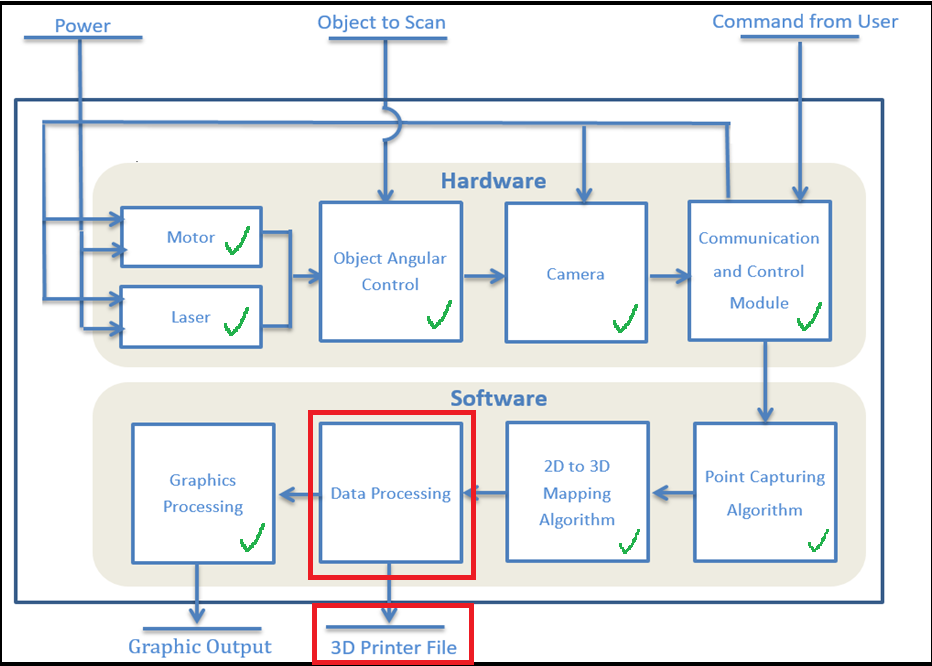 Power
Object to Scan
Command from User
Hardware
Motor
Laser
Object Angular
Control
Camera
Communication
and Control
Module
Software
Graphics
Processing
Data Processing
2D to 3D
Mapping
Algorithm
Point Capturing
Algorithm
Graphic Output
3D Printer File